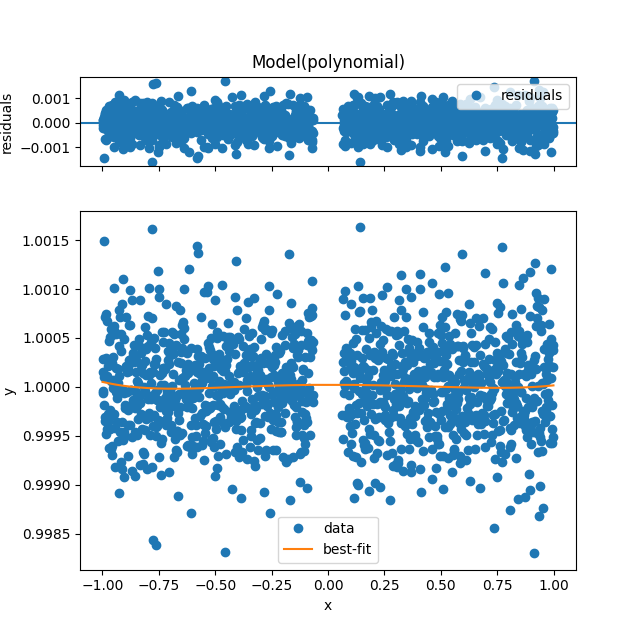 Model(polynomial)
residuals
0.001
0.000
−0.001
residuals
y
1.0015
1.0010
1.0005
1.0000
0.9995
0.9990
0.9985
data
best-fit
−1.00 −0.75 −0.50 −0.25 0.00 0.25 0.50 0.75 1.00
x